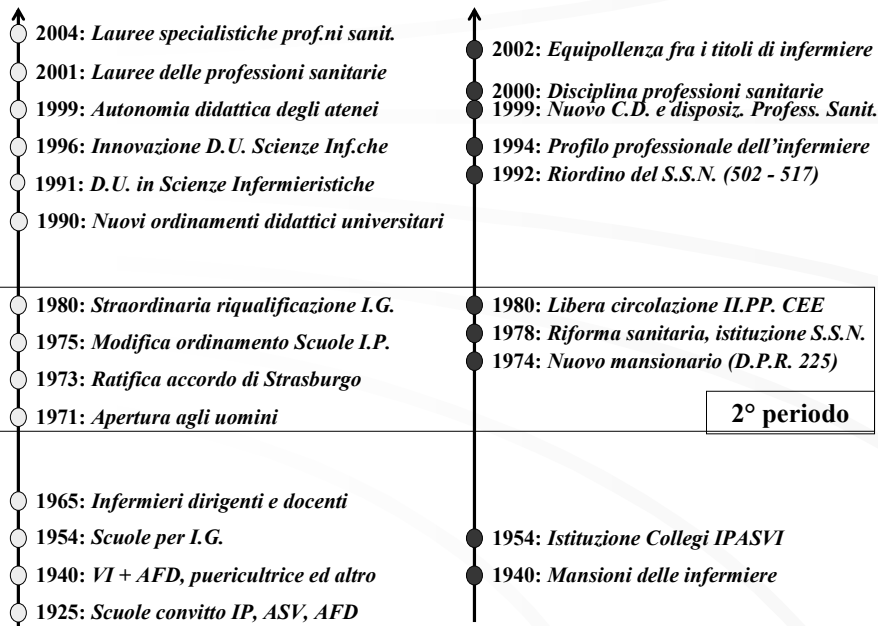 2004: Lauree specialistiche prof.ni sanit.
2001: Lauree delle professioni sanitarie
1999: Autonomia didattica degli atenei
1996: Innovazione D.U. Scienze Inf.che
1991: D.U. in Scienze Infermieristiche
1990: Nuovi ordinamenti didattici universitari
1980: Straordinaria riqualificazione I.G.
1975: Modifica ordinamento Scuole I.P.
1973: Ratifica accordo di Strasburgo
1971: Apertura agli uomini
1965: Infermieri dirigenti e docenti
1954: Scuole per I.G.
1940: VI + AFD, puericultrice ed altro
1925: Scuole convitto IP, ASV, AFD
2002: Equipollenza fra i titoli di infermiere
2000: Disciplina professioni sanitarie
1999: Nuovo C.D. e disposiz. Profess. Sanit.
1994: Profilo professionale dell'infermiere
1992: Riordino del S.S.N. (502 - 517)
1980: Libera circolazione II.PP. CEE
1978: Riforma sanitaria, istituzione S.S.N.
1974: Nuovo mansionario (D.P.R. 225)
2° periodo
1954: Istituzione Collegi IPASVI
1940: Mansioni delle infermiere